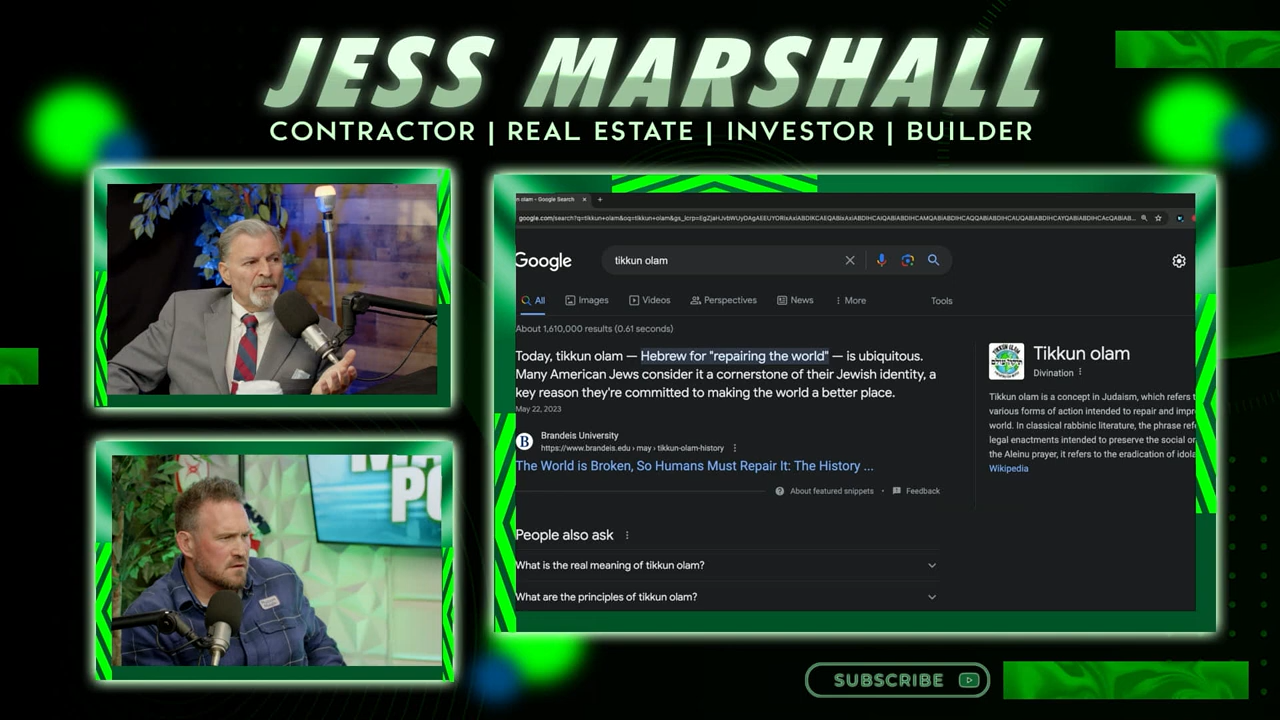 JESS MARSHALL
CONTRACTOR | REAL ESTATE | INVESTOR | BUILDER
n olam - Google Search
Google
tikkun olam
All
Images
Videos
Perspectives
News
More
Tools
About 1,610,000 results (0.61 seconds)
Today, tikkun olam — Hebrew for "repairing the world" — is ubiquitous.
Many American Jews consider it a cornerstone of their Jewish identity, a
key reason they're committed to making the world a better place.
May 22, 2023
B
Brandeis University
https://www.brandeis.edu › may › tikkun-olam-history
The World is Broken, So Humans Must Repair It: The History ...
About featured snippets
Feedback
People also ask
What is the real meaning of tikkun olam?
What are the principles of tikkun olam?
Tikkun olam
Divination
Tikkun olam is a concept in Judaism, which refers t
various forms of action intended to repair and impr
world. In classical rabbinic literature, the phrase refe
legal enactments intended to preserve the social or
the Aleinu prayer, it refers to the eradication of idola
Wikipedia
PO
SUBSCRIBE